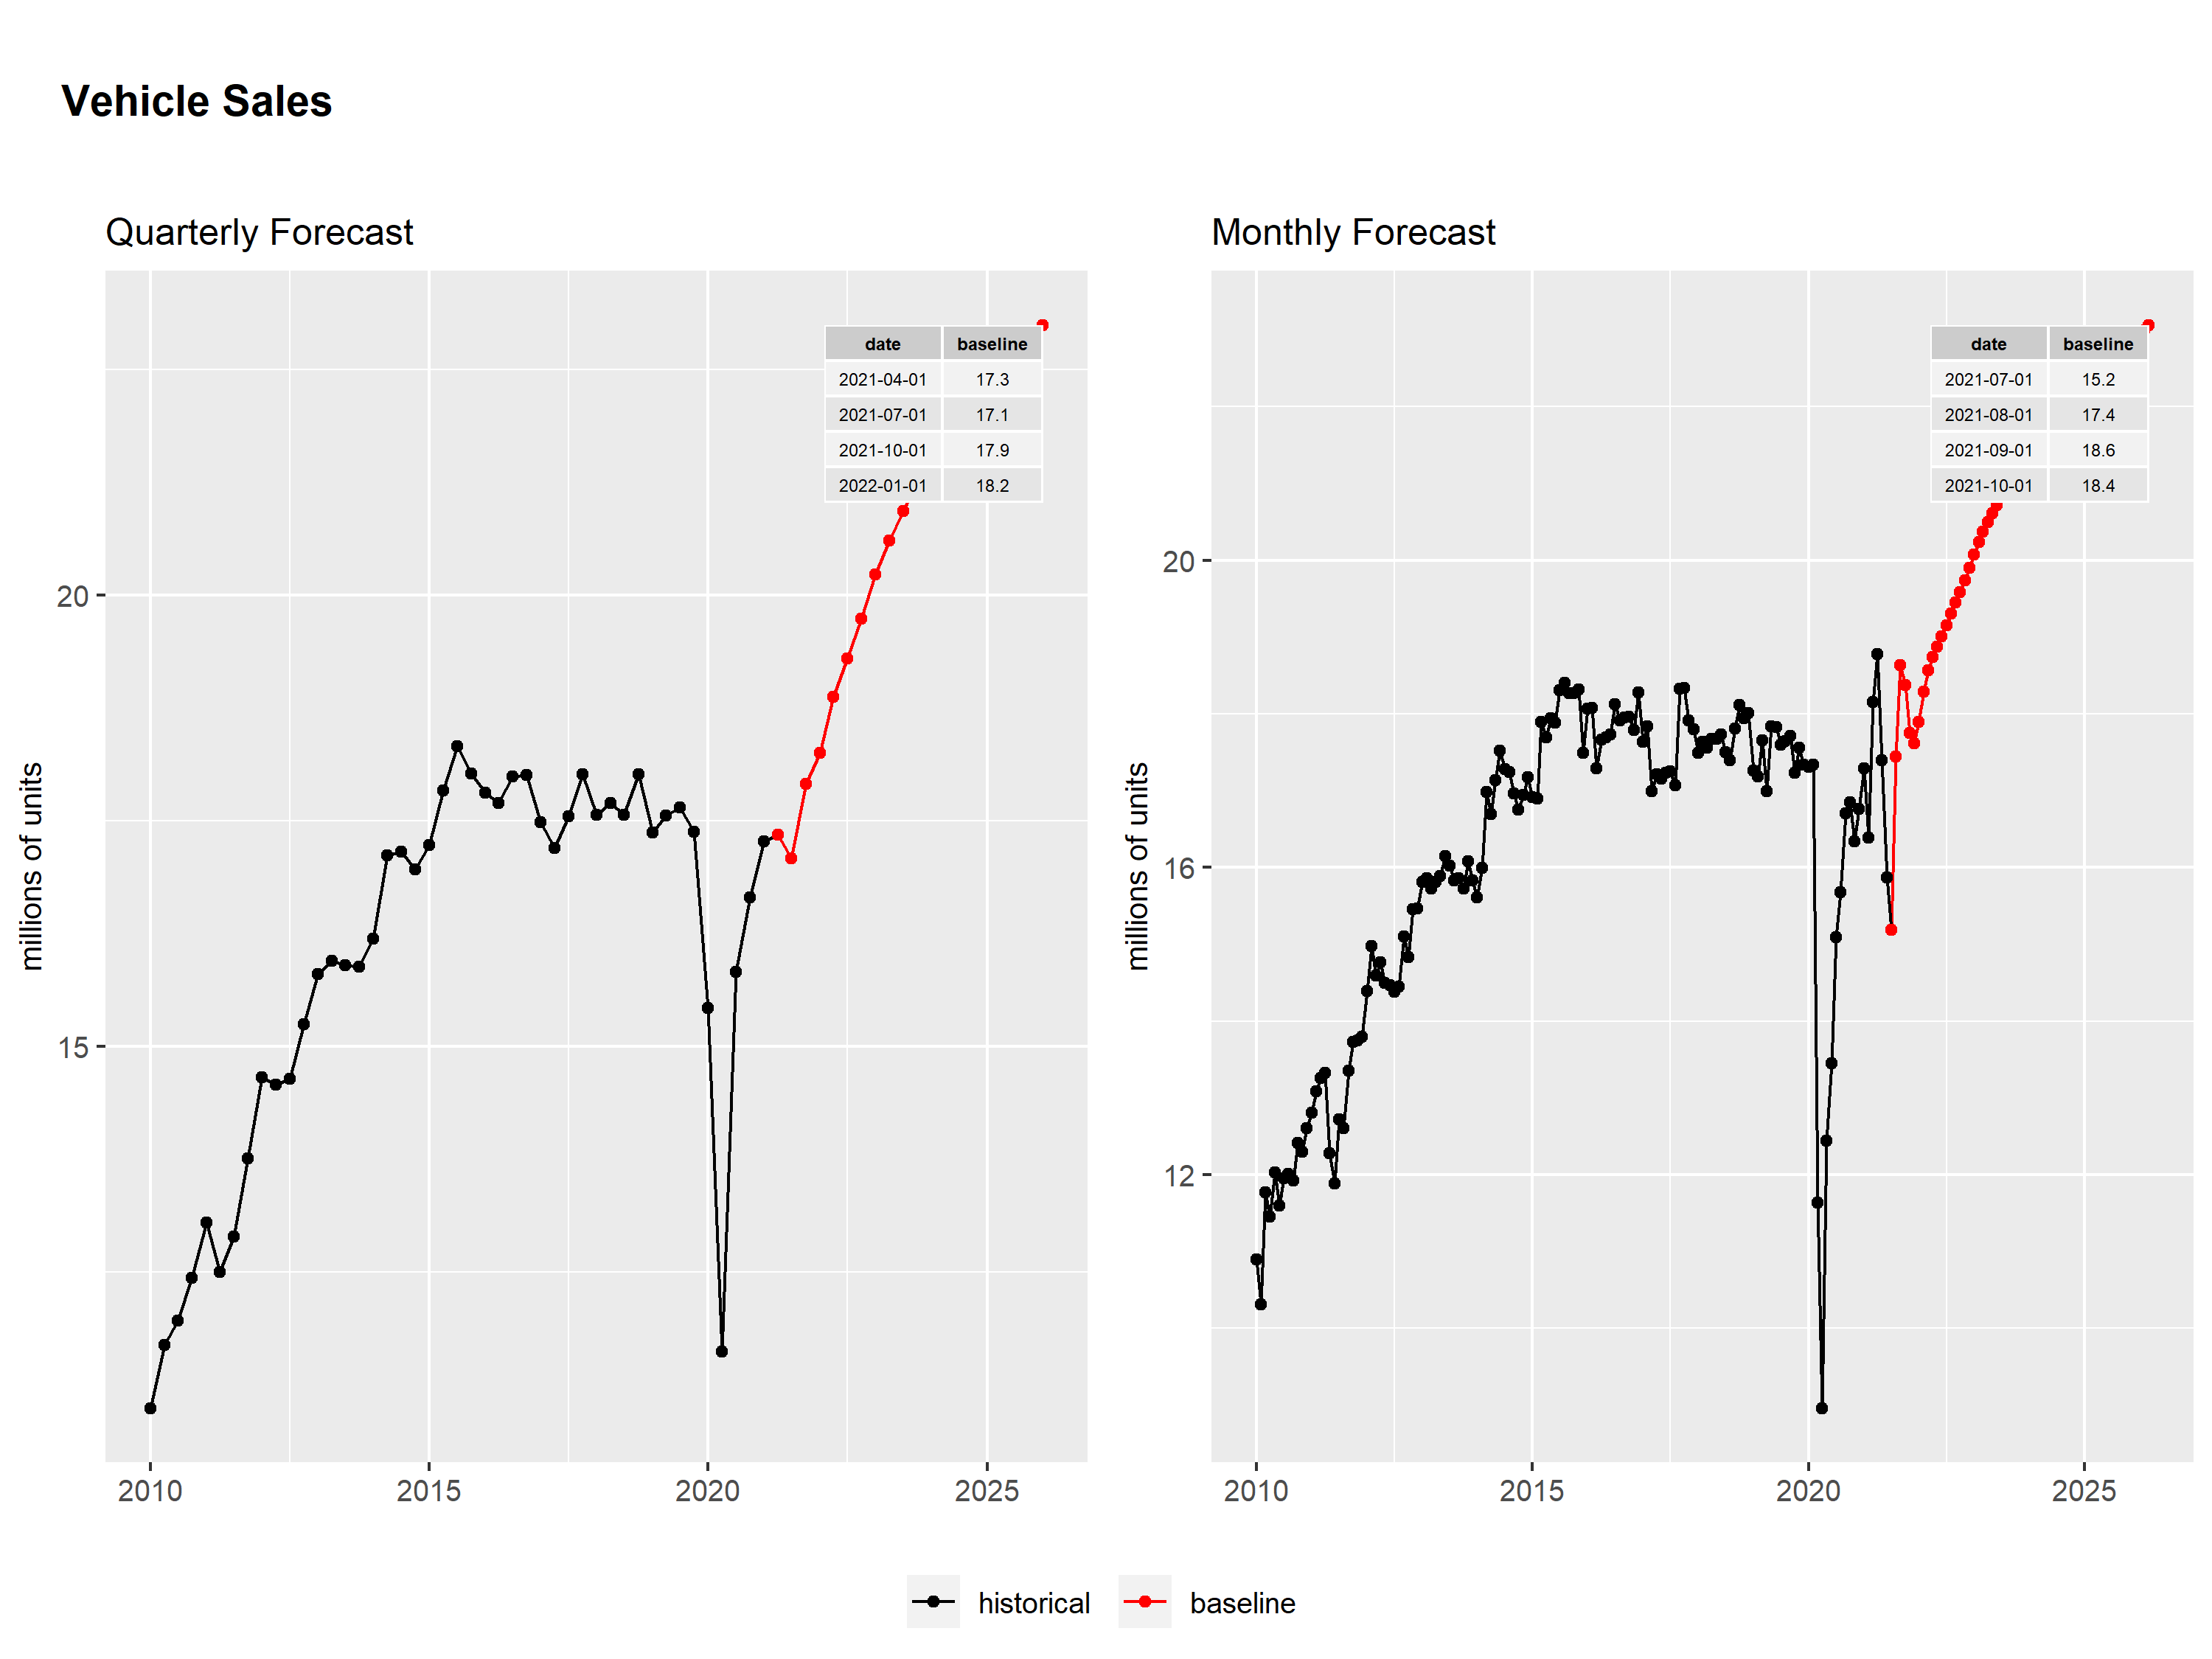 Vehicle Sales
Quarterly Forecast
millions of units
20
15
date baseline
2021-04-01 17.3
2021-07-01 17.1
2021-10-01 17.9
2022-01-01 18.2
2010 2015 2020 2025
Monthly Forecast
millions of units
20
16
12
date baseline
2021-07-01 15.2
2021-08-01 17.4
2021-09-01 18.6
2021-10-01 18.4
2010 2015 2020 2025
historical baseline